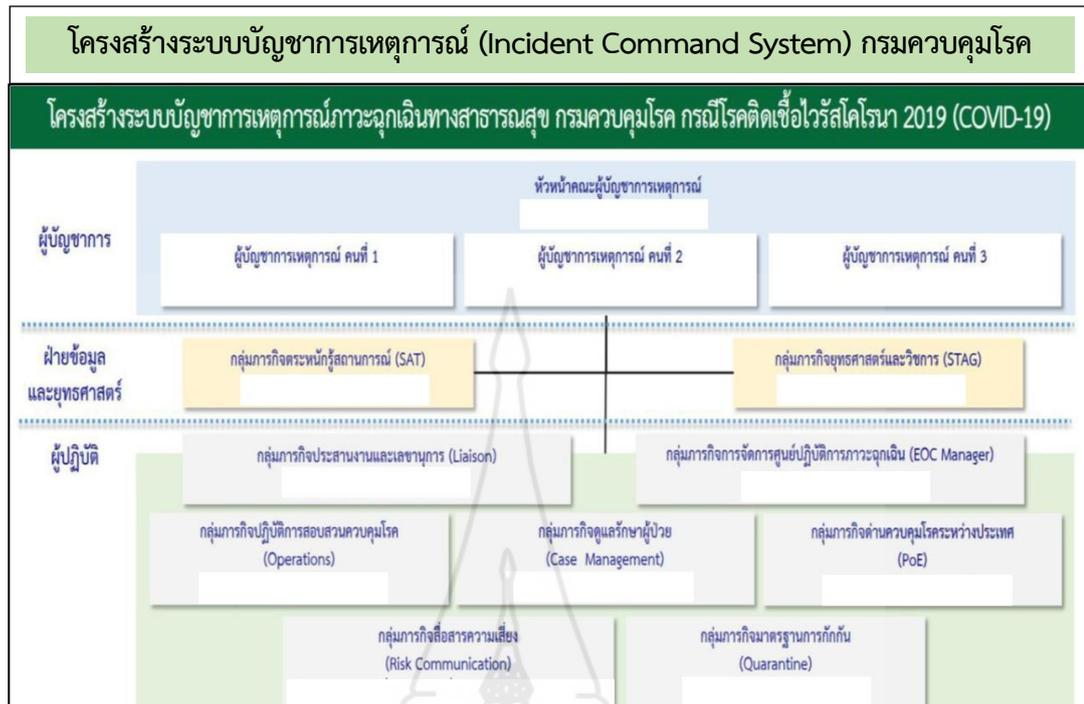 โครงสร้างระบบบัญชาการเหตุการณ์ (Incident Command System) กรมควบคุมโรค
โครงสร้างระบบบัญชาการเหตุการณ์ภาวะฉุกเฉินทางสาธารณสุข กรมควบคุมโรค กรณีโรคติดเชื้อไวรัสโคโรนา 2019 (COVID-19)
ผู้บัญชาการ
หัวหน้าคณะผู้บัญชาการเหตุการณ์
ผู้บัญชาการเหตุการณ์ คนที่ 1
ผู้บัญชาการเหตุการณ์ คนที่ 2
ผู้บัญชาการเหตุการณ์ คนที่ 3
ฝ่ายข้อมูล
และยุทธศาสตร์
กลุ่มภารกิจตระหนักรู้สถานการณ์ (SAT)
กลุ่มภารกิจยุทธศาสตร์และวิชาการ (STAG)
ผู้ปฏิบัติ
กลุ่มภารกิจประสานงานและเลขานุการ (Liaison)
กลุ่มภารกิจการจัดการศูนย์ปฏิบัติการภาวะฉุกเฉิน (EOC Manager)
กลุ่มภารกิจปฏิบัติการสอบสวนควบคุมโรค
(Operations)
กลุ่มภารกิจดูแลรักษาผู้ป่วย
(Case Management)
กลุ่มภารกิจด่านควบคุมโรคระหว่างประเทศ
(PoE)
กลุ่มภารกิจสื่อสารความเสี่ยง
(Risk Communication)
กลุ่มภารกิจมาตรฐานการกักกัน
(Quarantine)